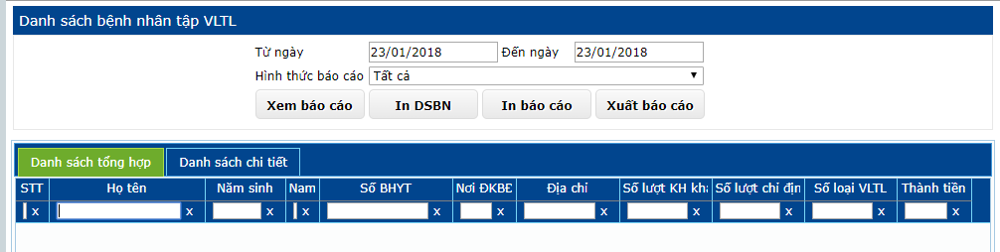 Danh sách bệnh nhân tập VLTL
Từ ngày 23/01/2018 Đến ngày 23/01/2018
Hình thức báo cáo Tất cả
Xem báo cáo In DSBN In báo cáo Xuất báo cáo
Danh sách tổng hợp Danh sách chi tiết
STT Họ tên Năm sinh Nam Số BHYT Nơi ĐKBĐ Địa chỉ Số lượt KH khá Số lượt chỉ địn Số loại VLTL Thành tiền
x x x x x x x x x x x